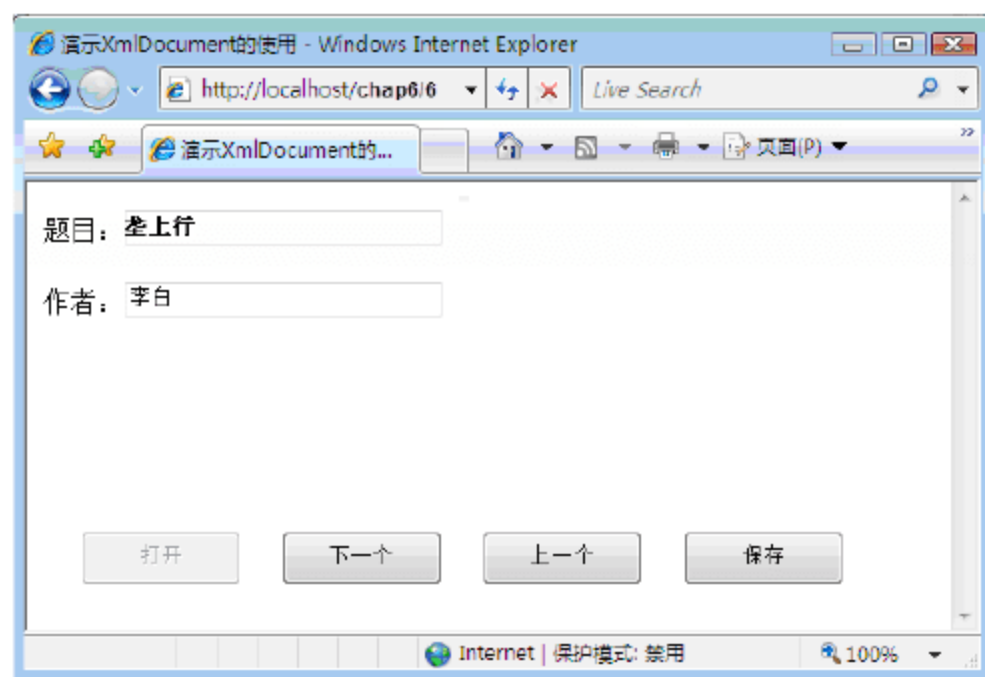 演示XmlDocument的使用 - Windows Internet Explorer
http://localhost/chap6/6
Live Search
演示XmlDocument的...
页面(P)
题目：垄上行
作者：李白
打开 下一个 上一个 保存
Internet | 保护模式: 禁用 100%